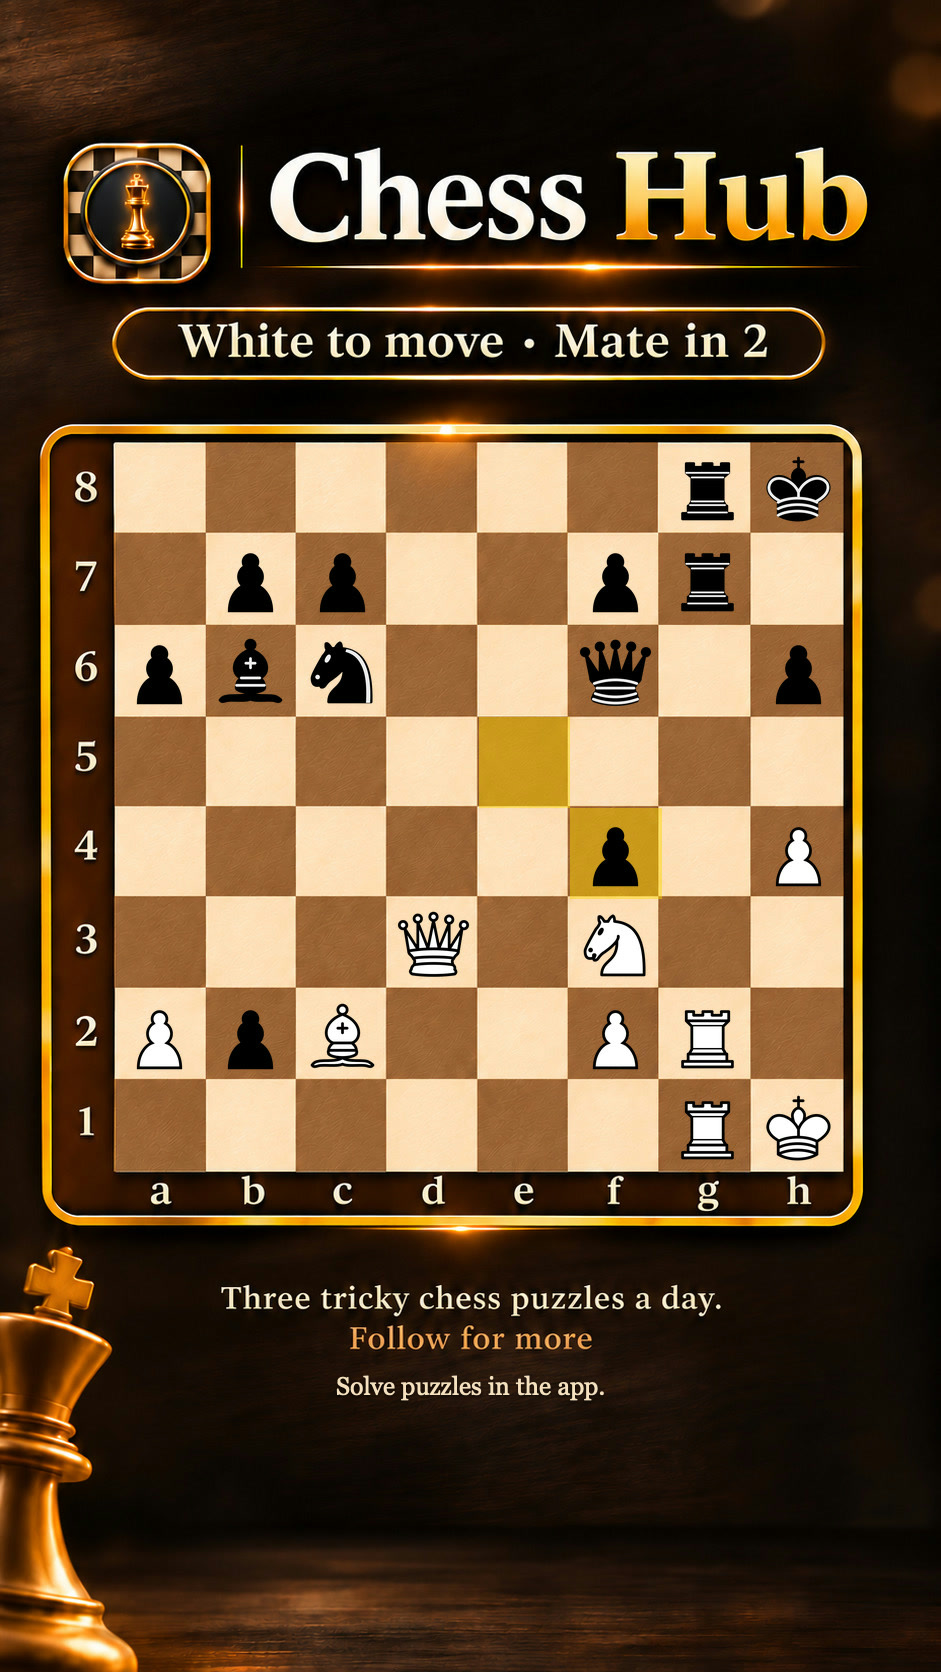 Chess Hub
White to move · Mate in 2
8
7
6
5
4
3
2
1
a b c d e f g h
Three tricky chess puzzles a day.
Follow for more
Solve puzzles in the app.